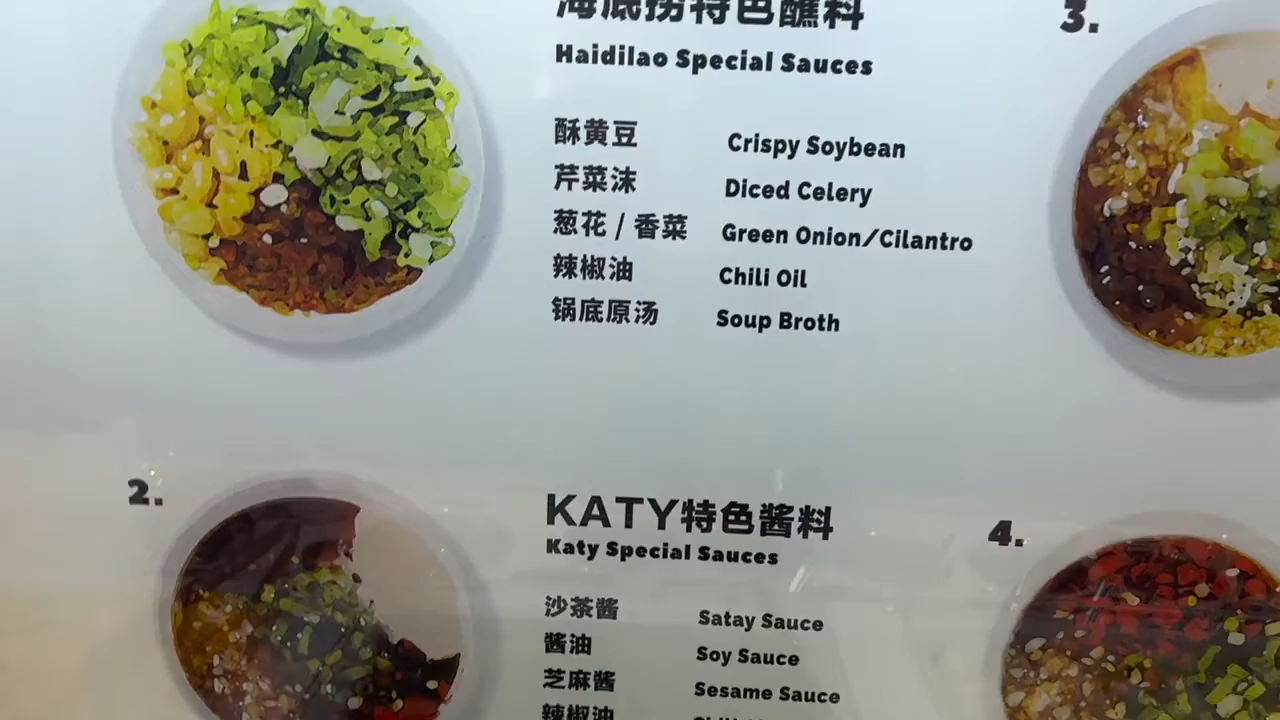 海底捞特色蘸料
Haidilao Special Sauces
酥黄豆 Crispy Soybean
芹菜沫 Diced Celery
葱花 / 香菜 Green Onion/Cilantro
辣椒油 Chili Oil
锅底原汤 Soup Broth
3.
2.
KATY特色酱料
Katy Special Sauces
沙茶酱 Satay Sauce
酱油 Soy Sauce
芝麻酱 Sesame Sauce
辣椒油
4.